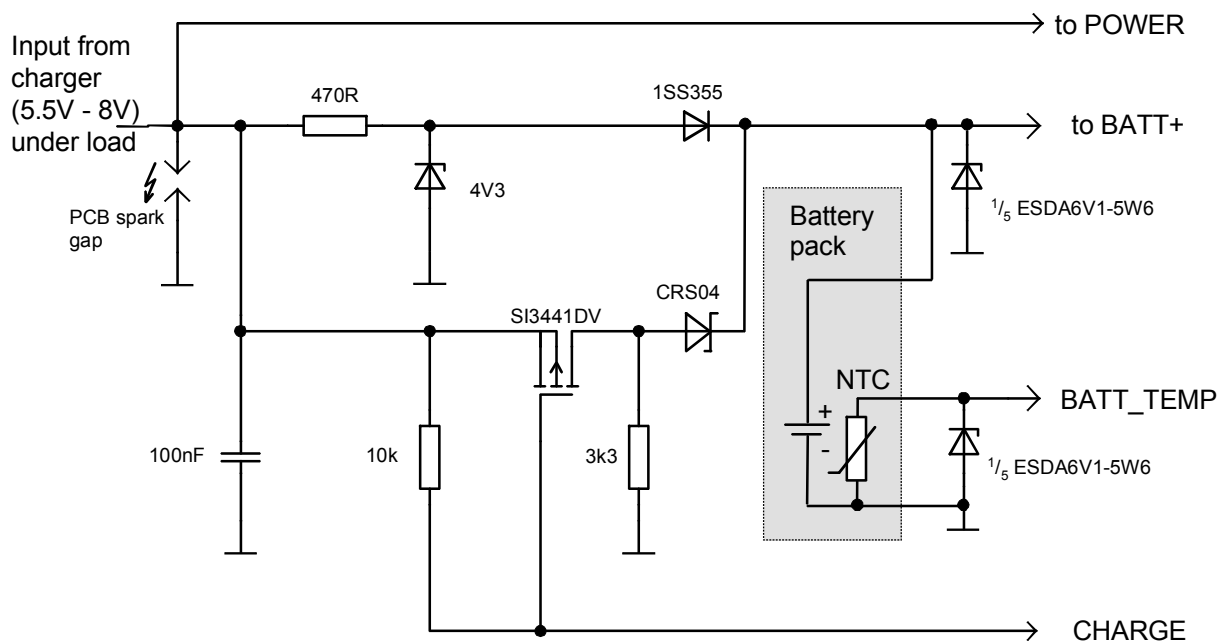 to POWER
Input from
charger
(5.5V - 8V)
under load
470R
1SS355
to BATT+
PCB spark
gap
4V3
1/5 ESDA6V1-5W6
Battery
pack
CRS04
SI3441DV
NTC
BATT_TEMP
+
-
100nF
10k
3k3
1/5 ESDA6V1-5W6
CHARGE